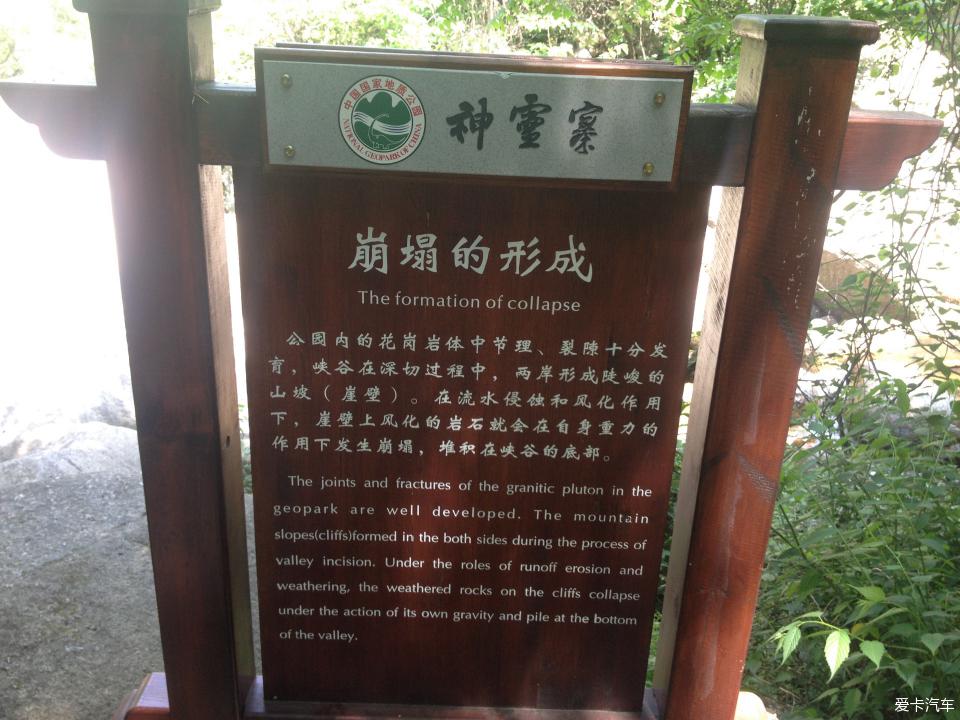 中国国家地质公园
NATIONAL GEOPARK OF CHINA
神靈寨
崩塌的形成
The formation of collapse
公园内的花岗岩体中节理、裂隙十分发
育，峡谷在深切过程中，两岸形成陡峻的
山坡（崖壁）。在流水侵蚀和风化作用
下，崖壁上风化的岩石就会在自身重力的
作用下发生崩塌，堆积在峡谷的底部。
The joints and fractures of the granitic pluton in the
geopark are well developed. The mountain
slopes(cliffs)formed in the both sides during the process of
valley incision. Under the roles of runoff erosion and
weathering, the weathered rocks on the cliffs collapse
under the action of its own gravity and pile at the bottom
of the valley.
爱卡汽车